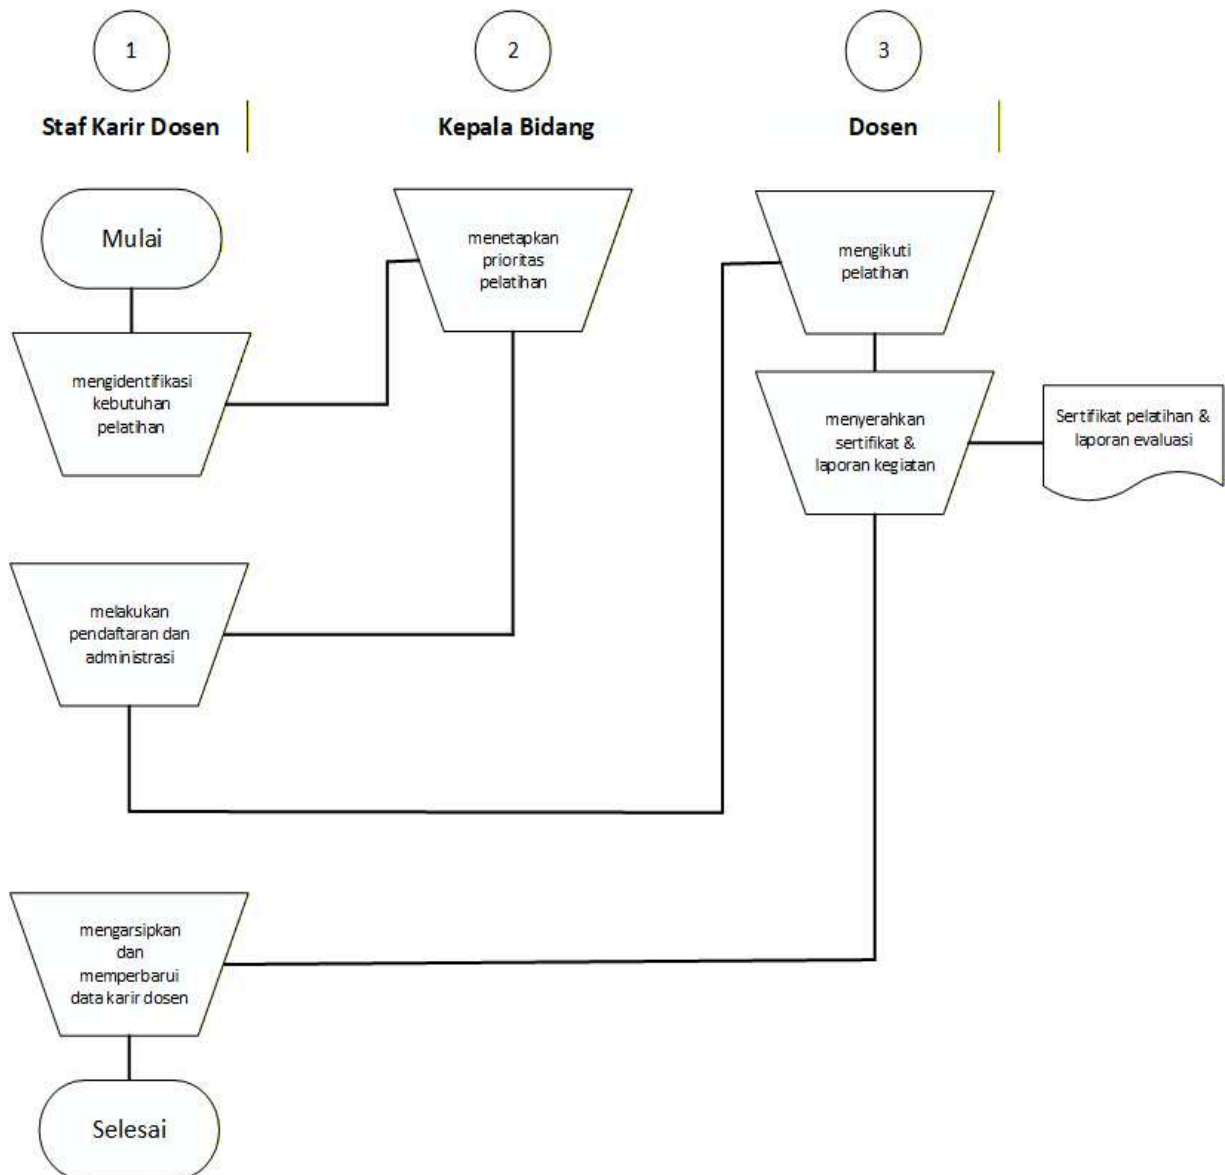 1
2
3
Staf Karir Dosen
Kepala Bidang
Dosen
Mulai
menetapkan
prioritas
pelatihan
mengikuti
pelatihan
mengidentifikasi
kebutuhan
pelatihan
menyerahkan
sertifikat &
laporan kegiatan
Sertifikat pelatihan &
laporan evaluasi
melakukan
pendaftaran dan
administrasi
mengarsipkan
dan
memperbarui
data karir dosen
Selesai